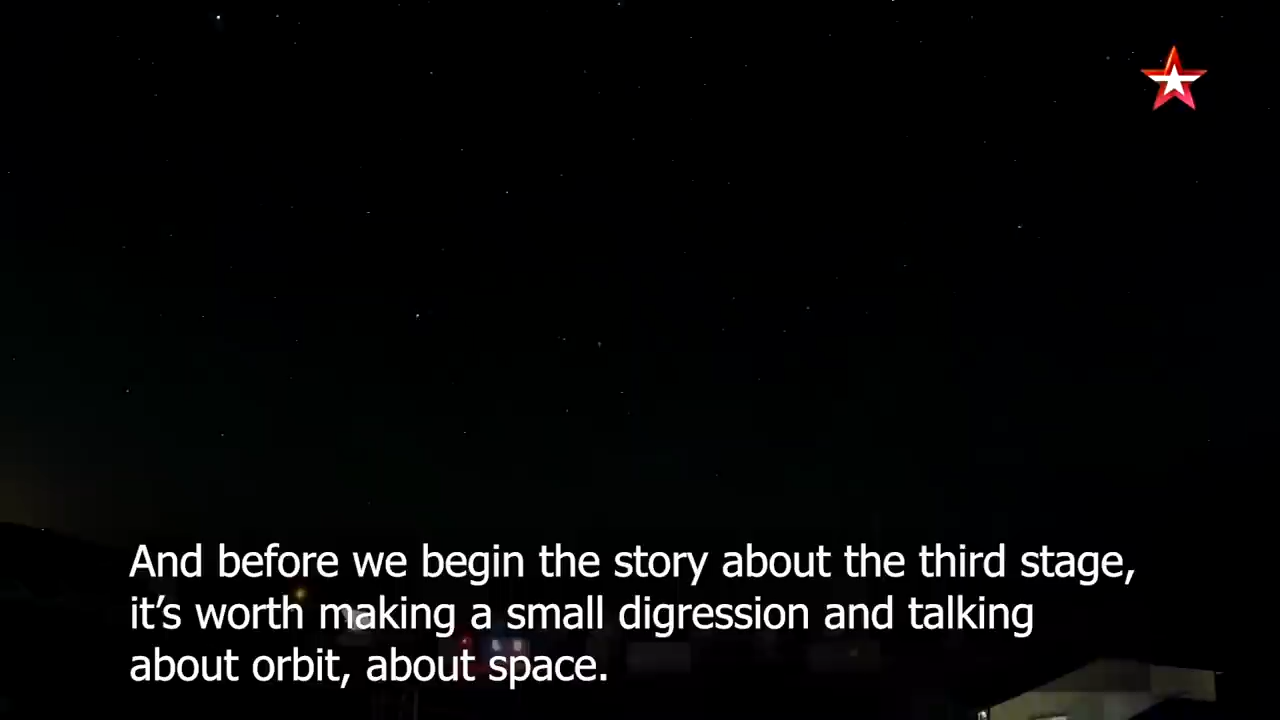 And before we begin the story about the third stage,
it’s worth making a small digression and talking
about orbit, about space.